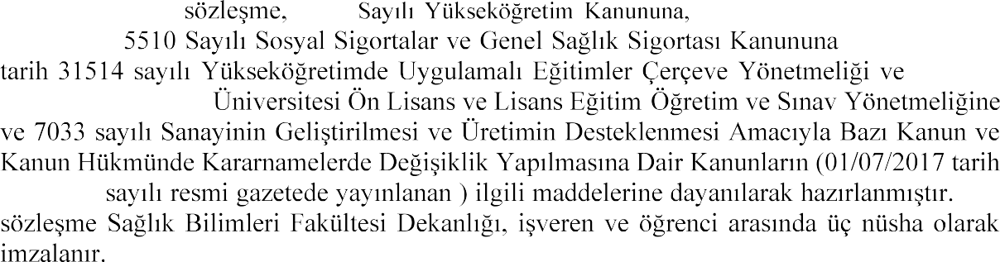 sözleşme, Sayılı Yükseköğretim Kanununa,
5510 Sayılı Sosyal Sigortalar ve Genel Sağlık Sigortası Kanununa
tarih 31514 sayılı Yükseköğretimde Uygulamalı Eğitimler Çerçeve Yönetmeliği ve
Üniversitesi Ön Lisans ve Lisans Eğitim Öğretim ve Sınav Yönetmeliğine
ve 7033 sayılı Sanayinin Geliştirilmesi ve Üretimin Desteklenmesi Amacıyla Bazı Kanun ve
Kanun Hükmünde Kararnamelerde Değişiklik Yapılmasına Dair Kanunların (01/07/2017 tarih
sayılı resmi gazetede yayınlanan ) ilgili maddelerine dayanılarak hazırlanmıştır.
sözleşme Sağlık Bilimleri Fakültesi Dekanlığı, işveren ve öğrenci arasında üç nüsha olarak
imzalanır.